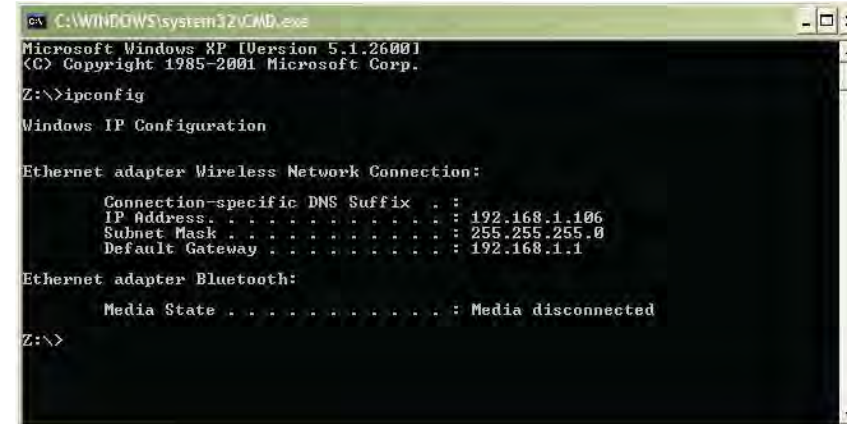 C:\WINDOWS\system32\CMD.exe
Microsoft Windows XP [Version 5.1.2600]
(C) Copyright 1985-2001 Microsoft Corp.
Z:\>ipconfig
Windows IP Configuration
Ethernet adapter Wireless Network Connection:
Connection-specific DNS Suffix . :
IP Address. . . . . . . . . . . . : 192.168.1.106
Subnet Mask . . . . . . . . . . . : 255.255.255.0
Default Gateway . . . . . . . . . : 192.168.1.1
Ethernet adapter Bluetooth:
Media State . . . . . . . . . . . : Media disconnected
Z:\>